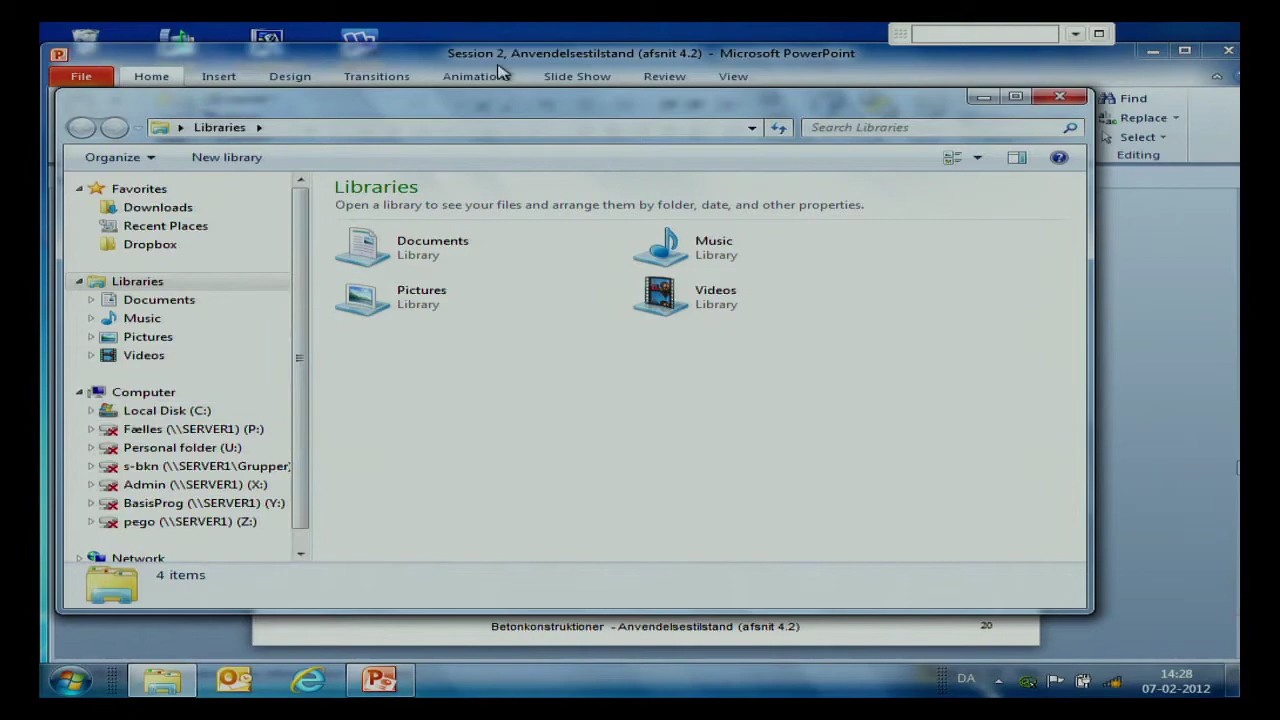 Session 2, Anvendelsestilstand (afsnit 4.2) - Microsoft PowerPoint
File Home Insert Design Transitions Animations Slide Show Review View
Find
Replace
Select
Editing
Libraries
Search Libraries
Organize New library
Favorites
Downloads
Recent Places
Dropbox
Libraries
Documents
Music
Pictures
Videos
Computer
Local Disk (C:)
Fælles (\\SERVER1) (P:)
Personal folder (U:)
s-bkn (\\SERVER1\Grupper)
Admin (\\SERVER1) (X:)
BasisProg (\\SERVER1) (Y:)
pego (\\SERVER1) (Z:)
Network
Libraries
Open a library to see your files and arrange them by folder, date, and other properties.
Documents
Library
Music
Library
Pictures
Library
Videos
Library
4 items
Betonkonstruktioner - Anvendelsestilstand (afsnit 4.2) 20
DA
14:28
07-02-2012